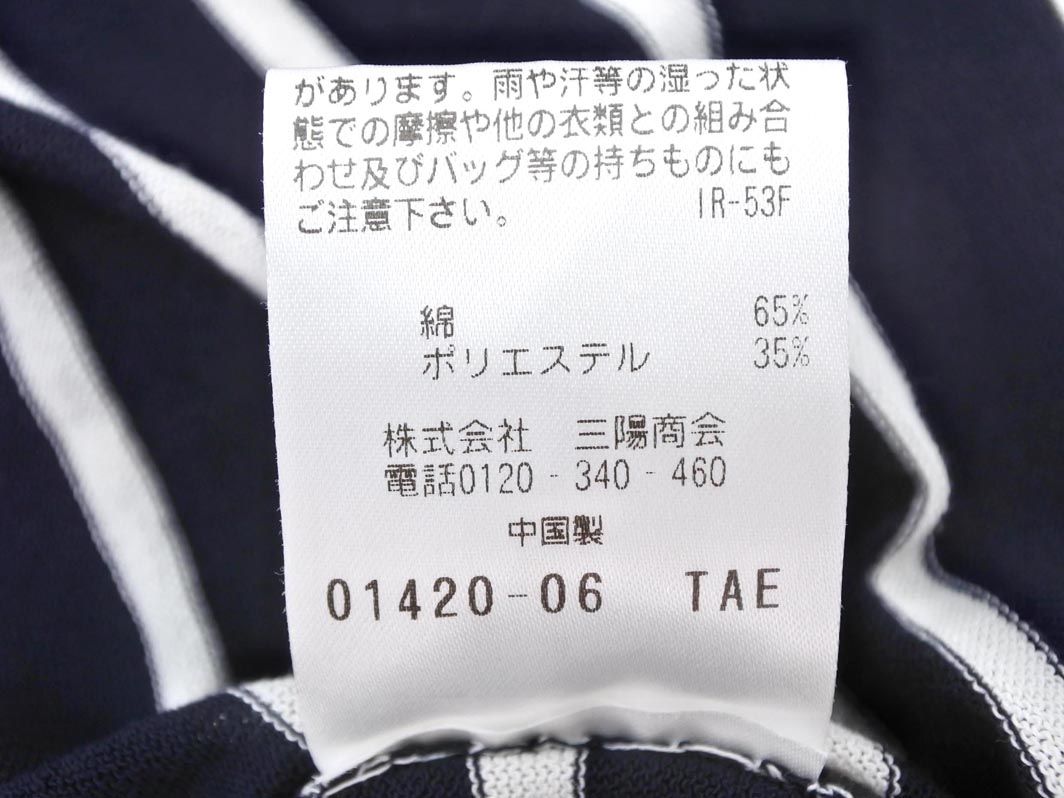 があります。雨や汗等の湿った状
態での摩擦や他の衣類との組み合
わせ及びバッグ等の持ちものにも
ご注意下さい。 IR-53F
綿 65%
ポリエステル 35%
株式会社 三陽商会
電話0120-340-460
中国製
01420-06 TAE